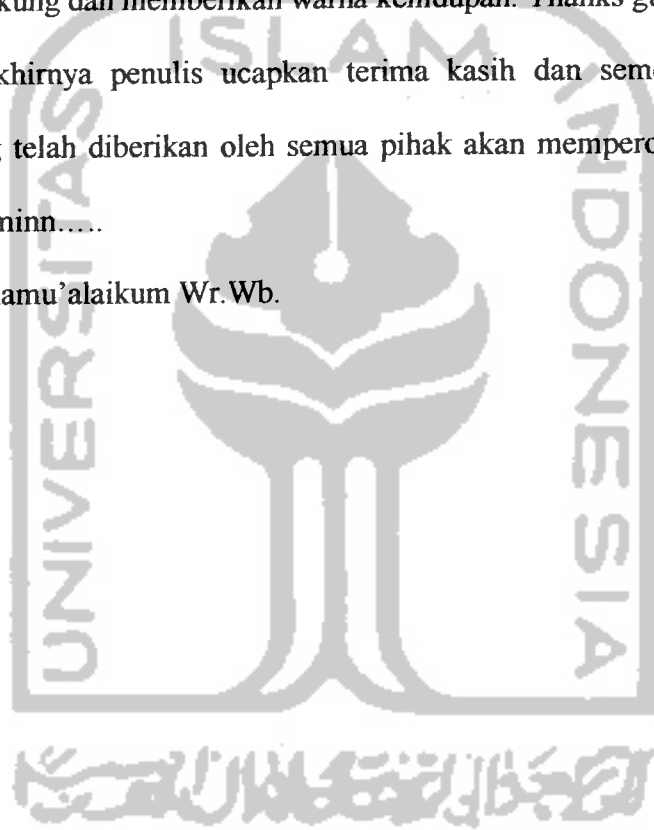 kung dan memberikan warna kehidupan. Thanks ga
khirnya penulis ucapkan terima kasih dan sem
telah diberikan oleh semua pihak akan mempero
minn.....
amu'alaikum Wr.Wb.
ISLAM
UNIVERSITAS
INDONESIA